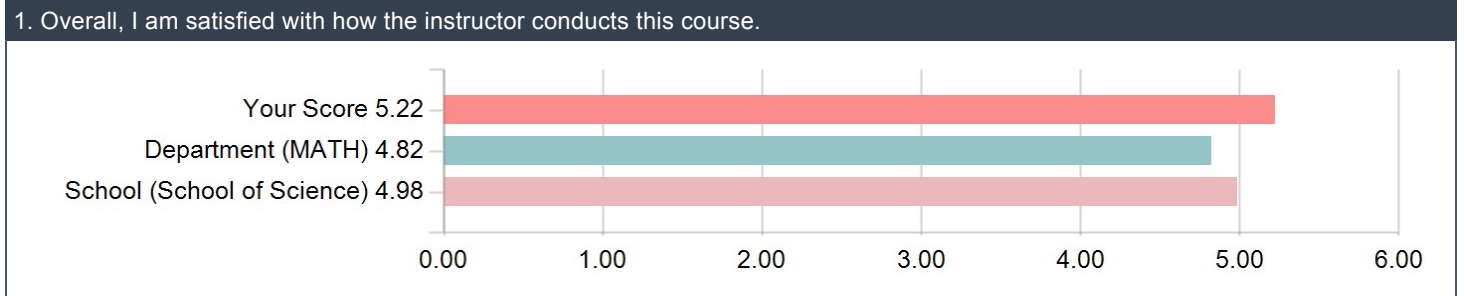 1. Overall, I am satisfied with how the instructor conducts this course.
Your Score 5.22
Department (MATH) 4.82
School (School of Science) 4.98
0.00 1.00 2.00 3.00 4.00 5.00 6.00